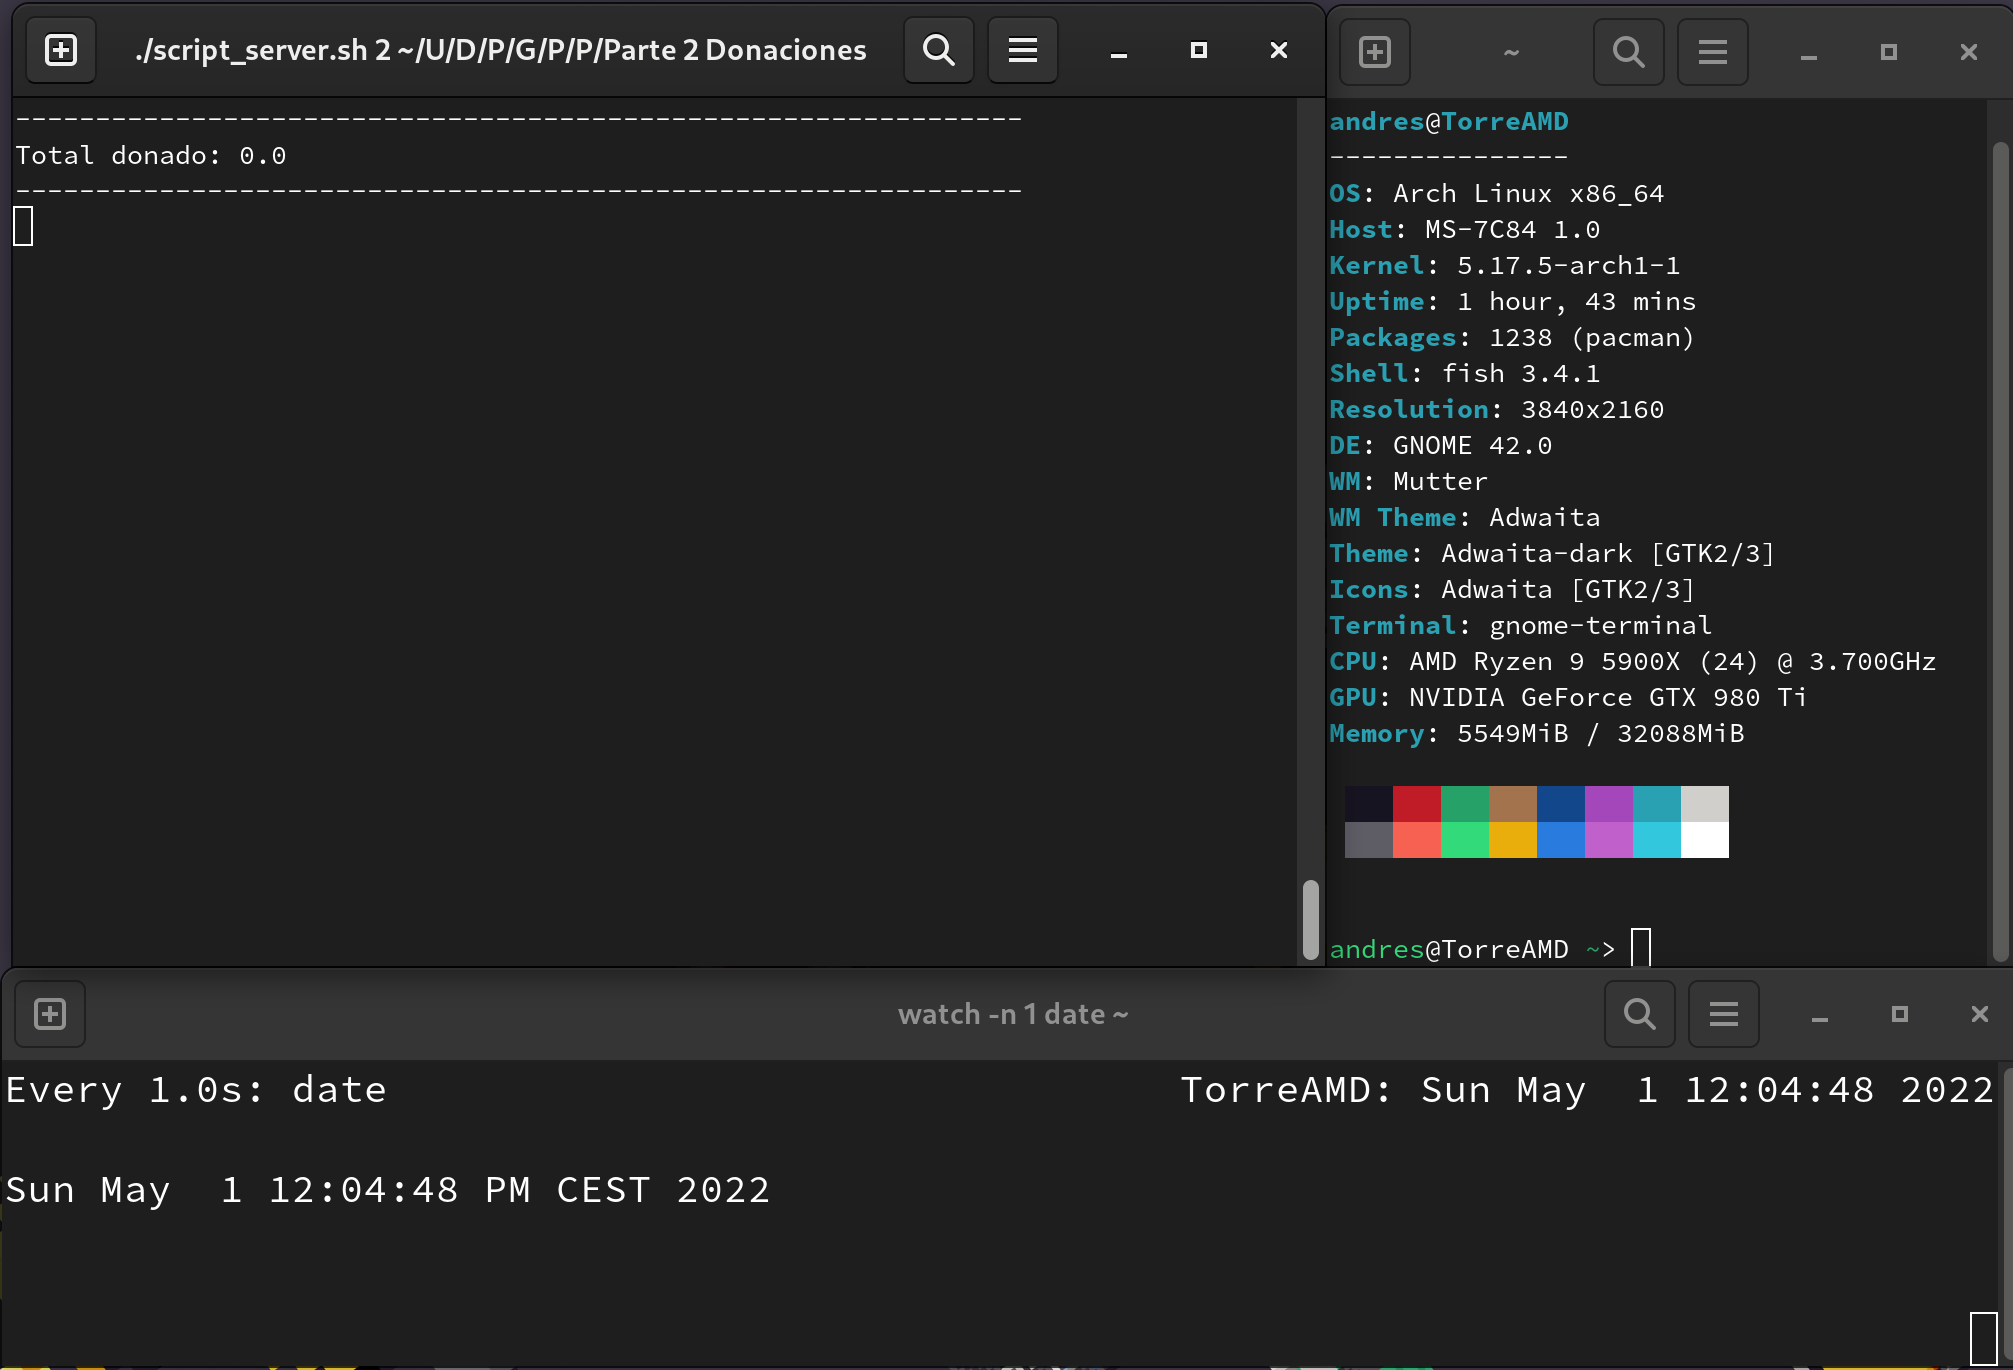 ./script_server.sh 2 ~/U/D/P/G/P/P/Parte 2 Donaciones
---------------------------------------------------------------
Total donado: 0.0
---------------------------------------------------------------
~
andres@TorreAMD
---------------
OS: Arch Linux x86_64
Host: MS-7C84 1.0
Kernel: 5.17.5-arch1-1
Uptime: 1 hour, 43 mins
Packages: 1238 (pacman)
Shell: fish 3.4.1
Resolution: 3840x2160
DE: GNOME 42.0
WM: Mutter
WM Theme: Adwaita
Theme: Adwaita-dark [GTK2/3]
Icons: Adwaita [GTK2/3]
Terminal: gnome-terminal
CPU: AMD Ryzen 9 5900X (24) @ 3.700GHz
GPU: NVIDIA GeForce GTX 980 Ti
Memory: 5549MiB / 32088MiB
andres@TorreAMD ~>
watch -n 1 date ~
Every 1.0s: date TorreAMD: Sun May  1 12:04:48 2022
Sun May  1 12:04:48 PM CEST 2022